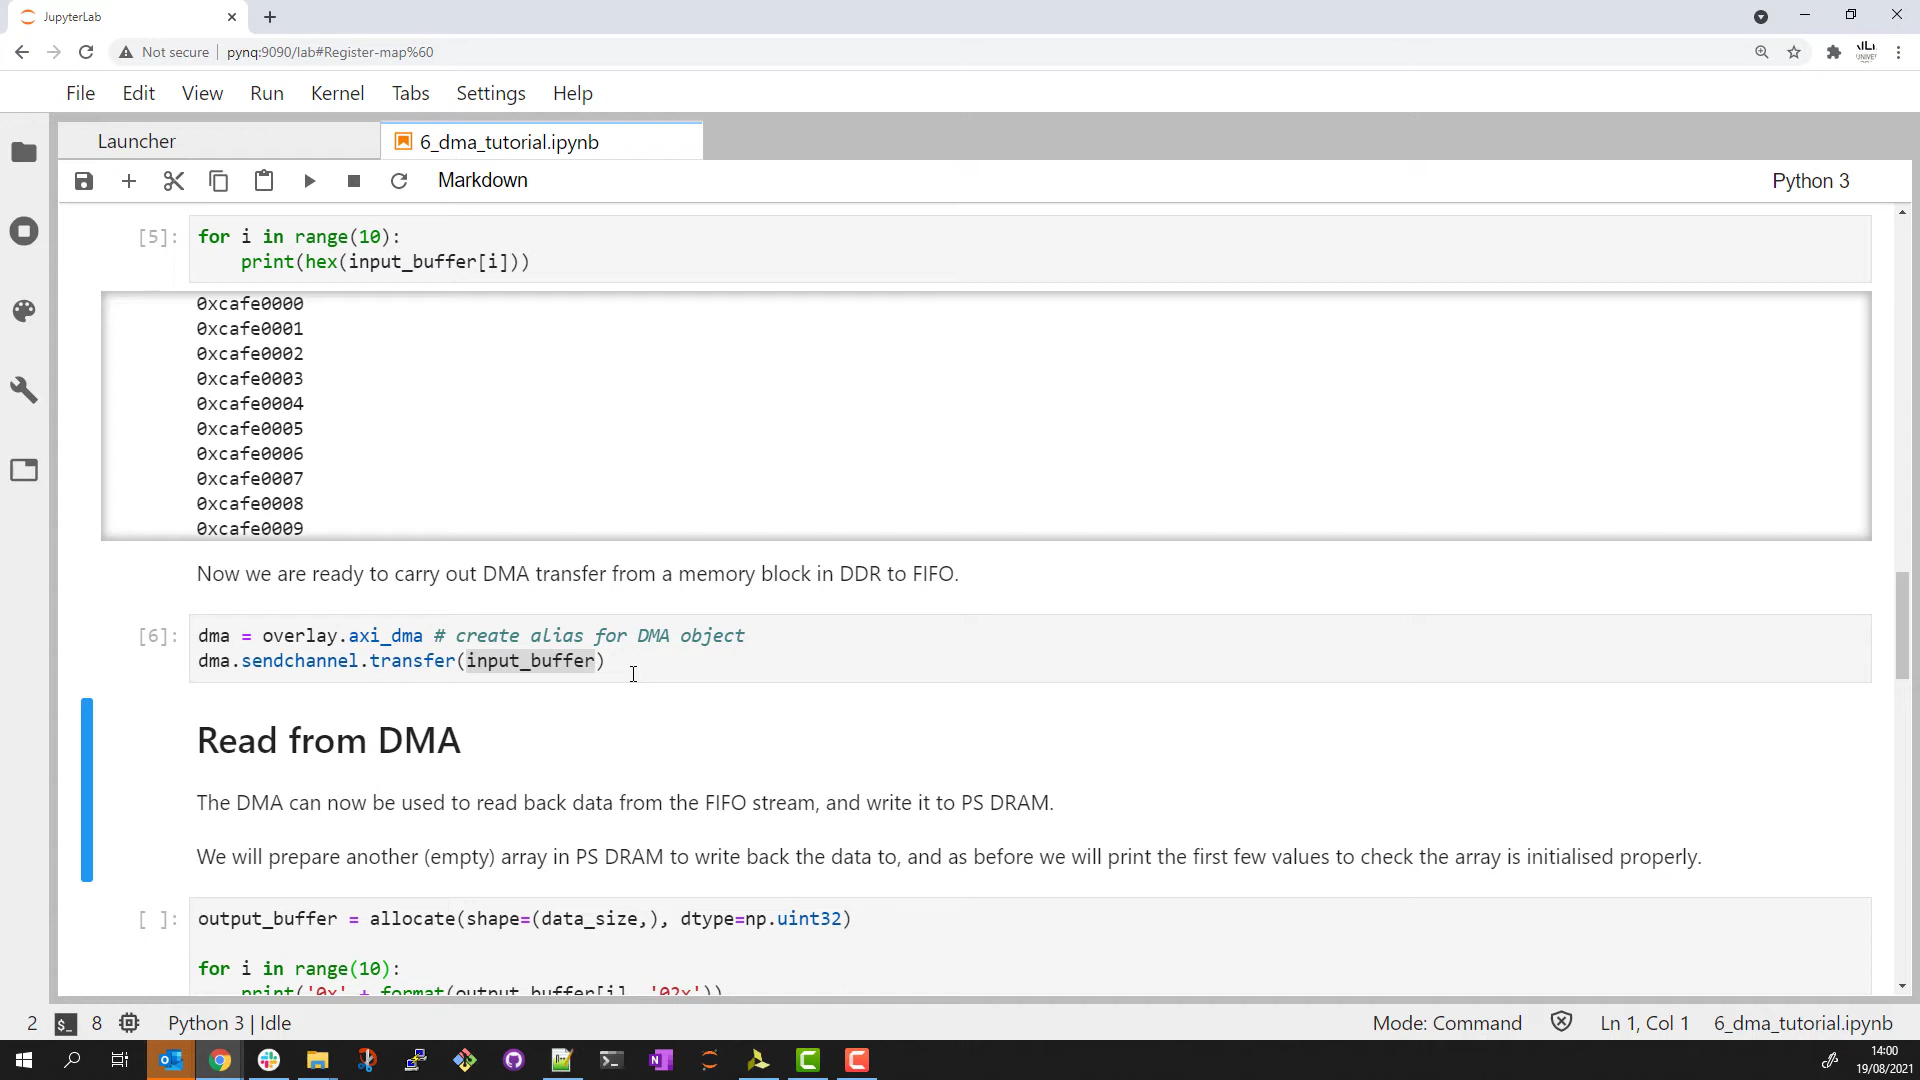 JupyterLab
Not secure
pynq:9090/lab#Register-map%60
File Edit View Run Kernel Tabs Settings Help
Launcher
6_dma_tutorial.ipynb
Markdown
Python 3
[5]:
for i in range(10):
print(hex(input_buffer[i]))
0xcafe0000
0xcafe0001
0xcafe0002
0xcafe0003
0xcafe0004
0xcafe0005
0xcafe0006
0xcafe0007
0xcafe0008
0xcafe0009
Now we are ready to carry out DMA transfer from a memory block in DDR to FIFO.
[6]:
dma = overlay.axi_dma # create alias for DMA object
dma.sendchannel.transfer(input_buffer)
Read from DMA
The DMA can now be used to read back data from the FIFO stream, and write it to PS DRAM.
We will prepare another (empty) array in PS DRAM to write back the data to, and as before we will print the first few values to check the array is initialised properly.
[ ]:
output_buffer = allocate(shape=(data_size,), dtype=np.uint32)
for i in range(10):
print('0x' + format(output_buffer[i], '02x'))
2 8 Python 3 | Idle
Mode: Command
Ln 1, Col 1
6_dma_tutorial.ipynb
14:00
19/08/2021